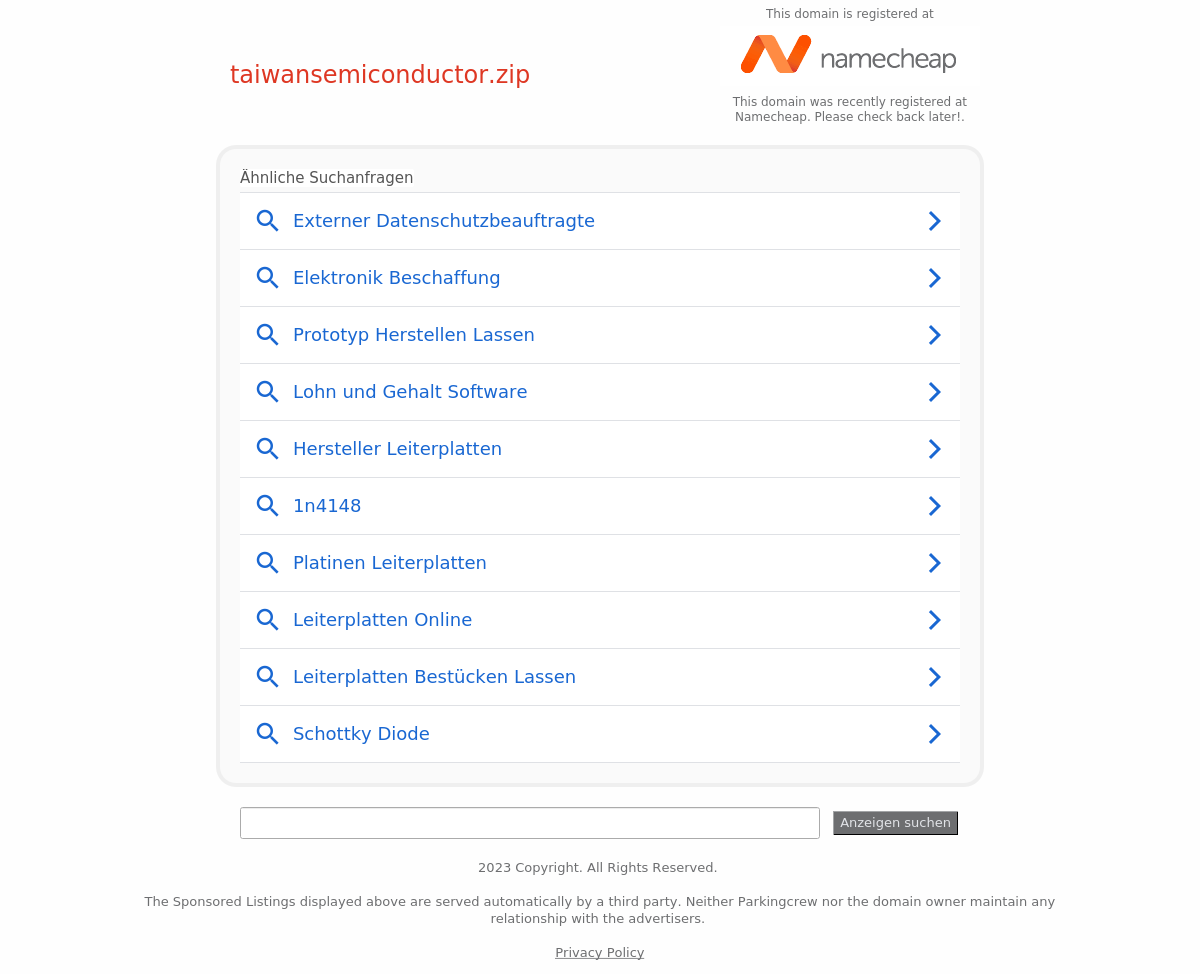 This domain is registered at
namecheap
taiwansemiconductor.zip
This domain was recently registered at
Namecheap. Please check back later!.
Ähnliche Suchanfragen
Externer Datenschutzbeauftragte
Elektronik Beschaffung
Prototyp Herstellen Lassen
Lohn und Gehalt Software
Hersteller Leiterplatten
1n4148
Platinen Leiterplatten
Leiterplatten Online
Leiterplatten Bestücken Lassen
Schottky Diode
Anzeigen suchen
2023 Copyright. All Rights Reserved.
The Sponsored Listings displayed above are served automatically by a third party. Neither Parkingcrew nor the domain owner maintain any
relationship with the advertisers.
Privacy Policy